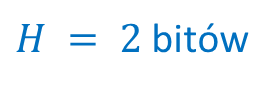 H = 2 bitów